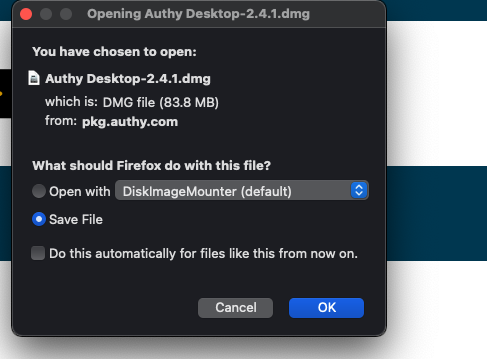 Opening Authy Desktop-2.4.1.dmg
You have chosen to open:
Authy Desktop-2.4.1.dmg
which is: DMG file (83.8 MB)
from: pkg.authy.com
What should Firefox do with this file?
Open with DiskImageMounter (default)
Save File
Do this automatically for files like this from now on.
Cancel OK